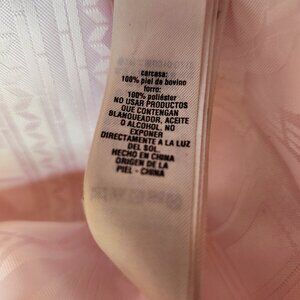 carcasa:
100% piel de bovino
forro:
100% poliéster
NO USAR PRODUCTOS
QUE CONTENGAN
BLANQUEADOR, ACEITE
O ALCOHOL. NO
EXPONER
DIRECTAMENTE A LA LUZ
DEL SOL.
HECHO EN CHINA
ORIGEN DE LA
PIEL - CHINA